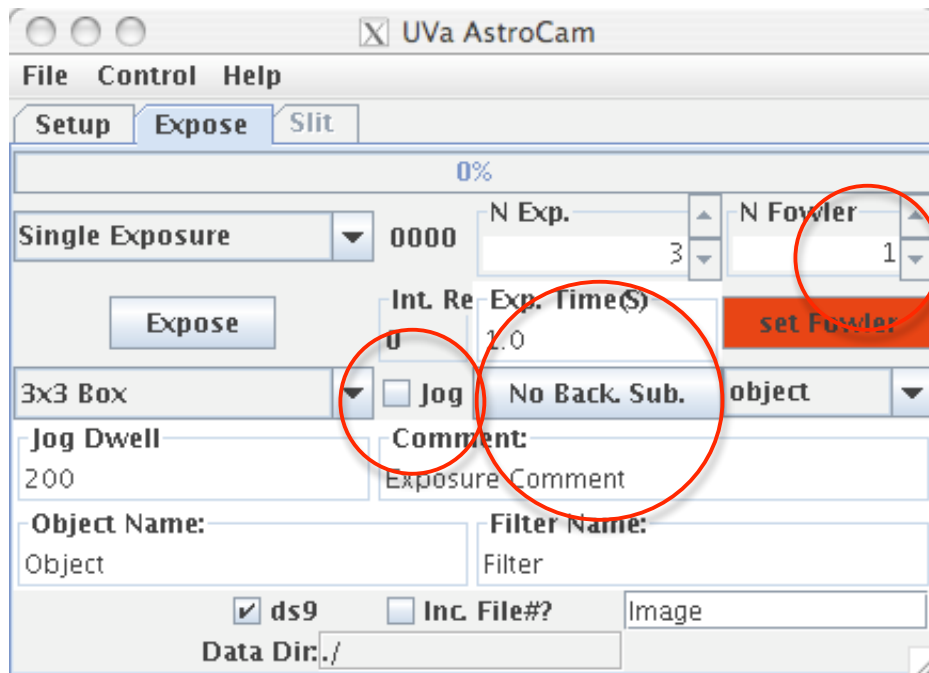 X UVa AstroCam
File Control Help
Setup Expose Slit
0%
Single Exposure 0000 N Exp. 3 N Fowler 1
Expose Int. Re 0 Exp. Time(S) 1.0 set Fowler
3x3 Box Jog No Back. Sub. object
Jog Dwell Comment:
200 Exposure Comment
Object Name: Filter Name:
Object Filter
ds9 Inc. File#? Image
Data Dir: ./